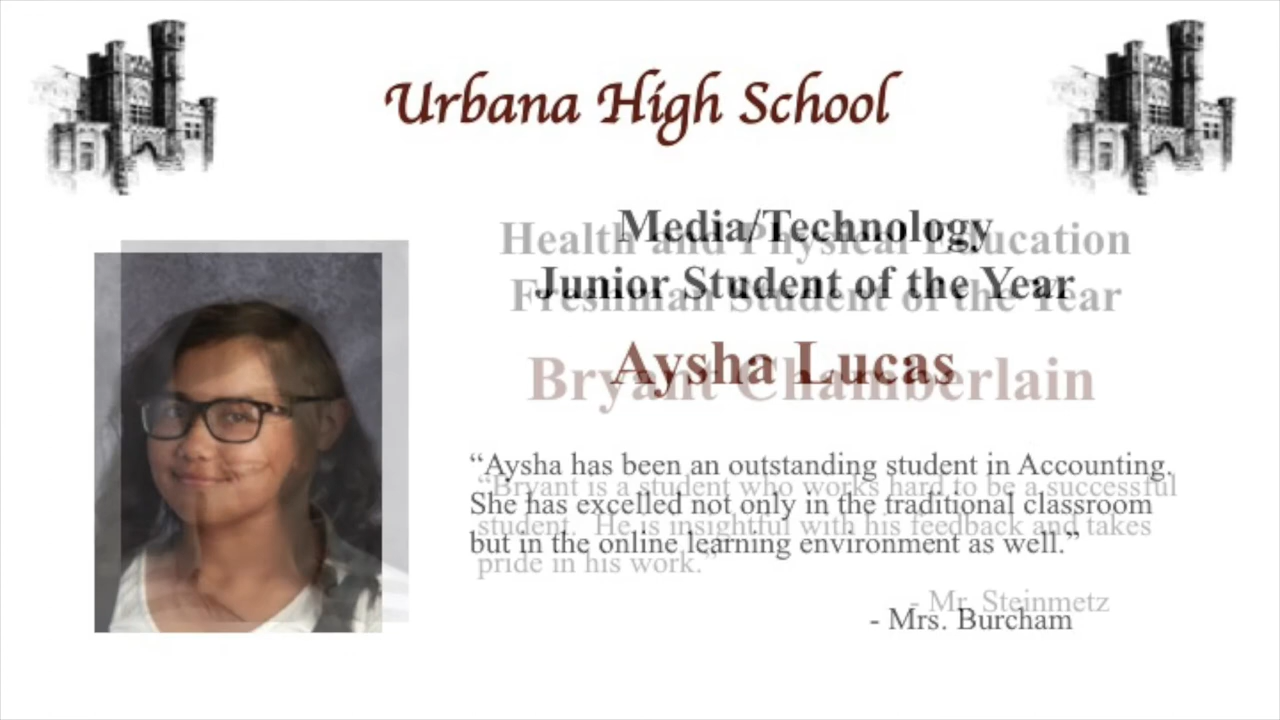 Urbana High School
Media/Technology
Junior Student of the Year
Aysha Lucas
“Aysha has been an outstanding student in Accounting.
She has excelled not only in the traditional classroom
but in the online learning environment as well.”
- Mrs. Burcham
Health and Physical Education
Freshman Student of the Year
Bryant Chamberlain
“Bryant is a student who works hard to be a successful
student.  He is insightful with his feedback and takes
pride in his work.”
- Mr. Steinmetz